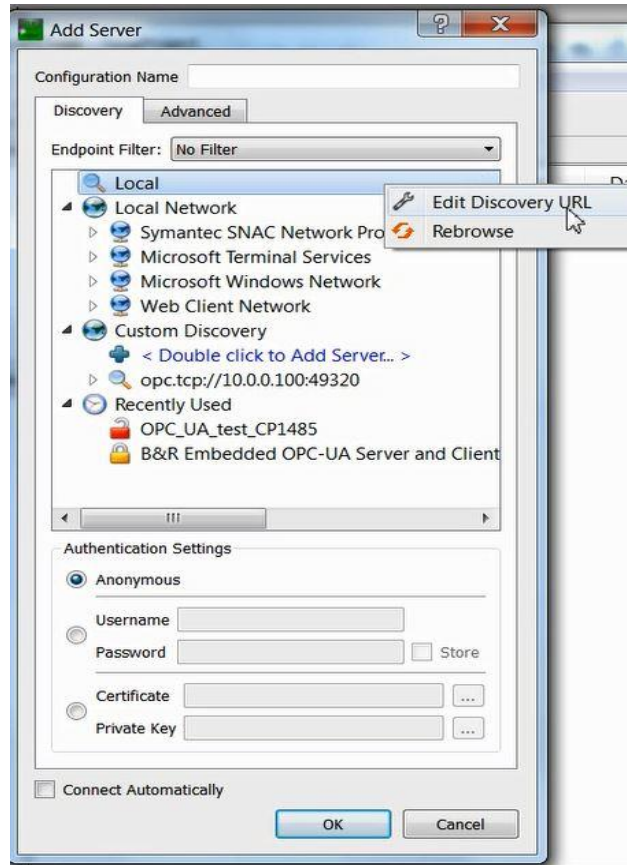 Add Server
Configuration Name
Discovery Advanced
Endpoint Filter: No Filter
Local
Edit Discovery URL
Local Network
Symantec SNAC Network Pro
Rebrowse
Microsoft Terminal Services
Microsoft Windows Network
Web Client Network
Custom Discovery
< Double click to Add Server... >
opc.tcp://10.0.0.100:49320
Recently Used
OPC_UA_test_CP1485
B&R Embedded OPC-UA Server and Client
Authentication Settings
Anonymous
Username
Password Store
Certificate ...
Private Key ...
Connect Automatically
OK Cancel